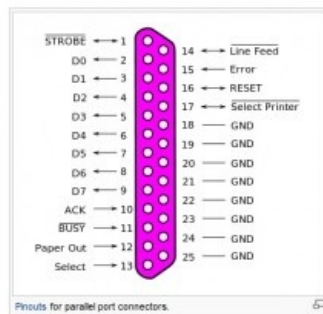 STROBE 1
D0 2
D1 3
D2 4
D3 5
D4 6
D5 7
D6 8
D7 9
ACK 10
BUSY 11
Paper Out 12
Select 13
14 Line Feed
15 Error
16 RESET
17 Select Printer
18 GND
19 GND
20 GND
21 GND
22 GND
23 GND
24 GND
25 GND
Pinouts for parallel port connectors.